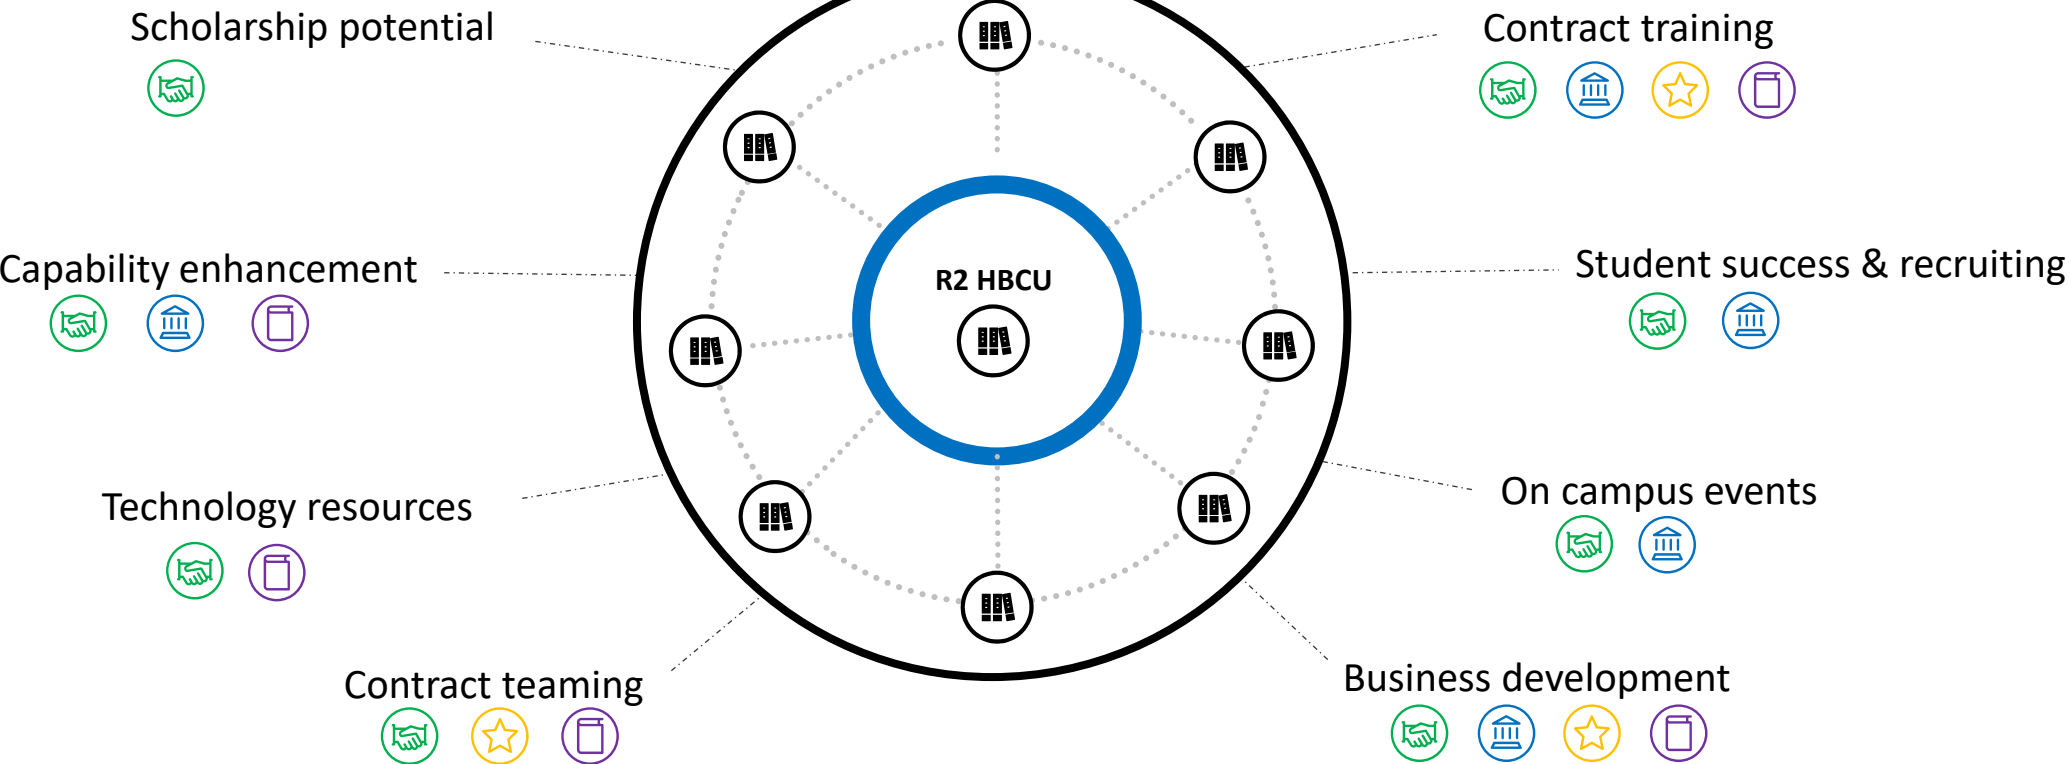 Scholarship potential
Contract training
Capability enhancement
R2 HBCU
Student success & recruiting
Technology resources
On campus events
Contract teaming
Business development